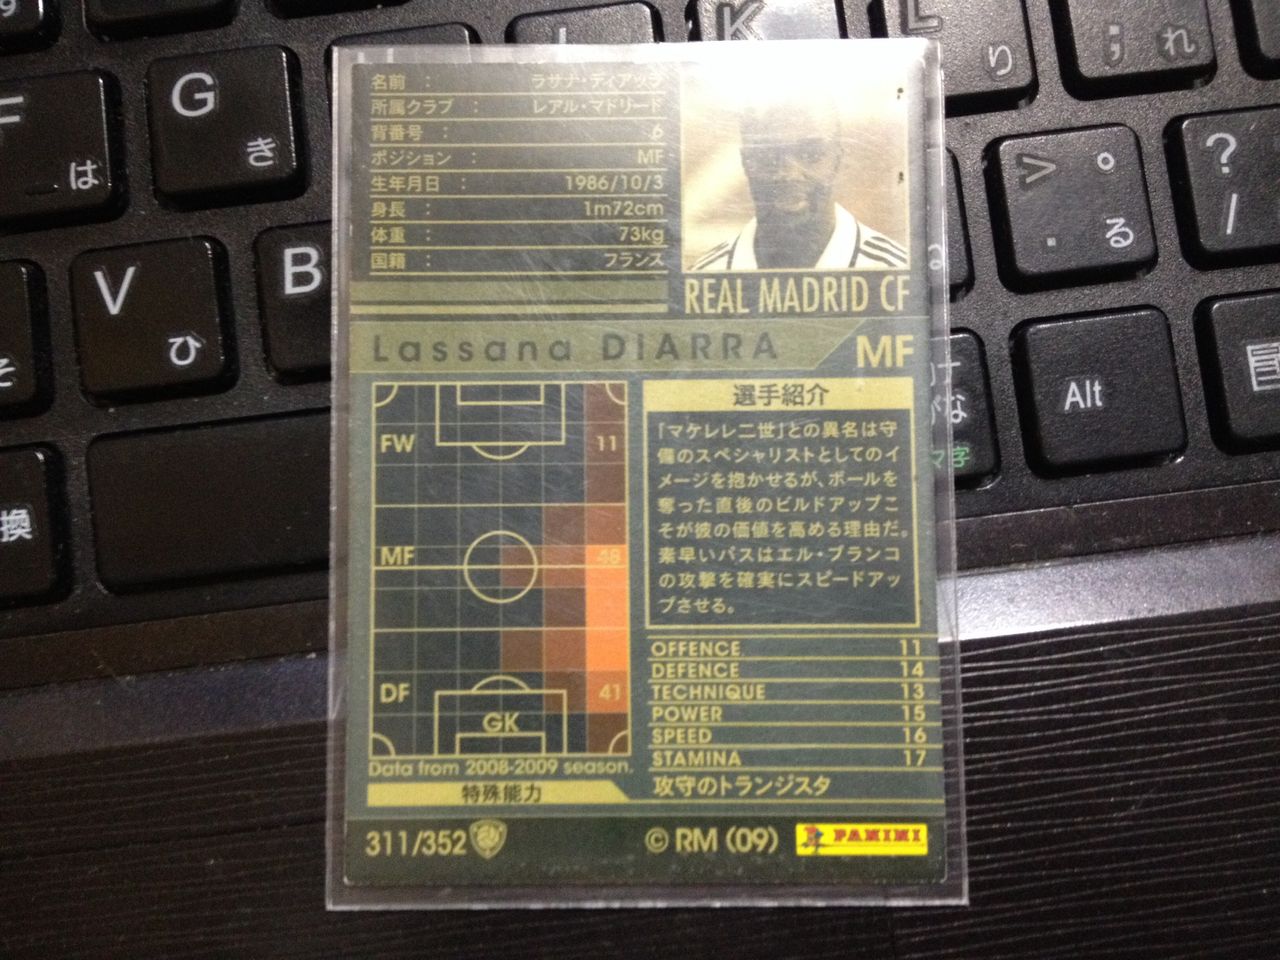 名前 : ラサナ・ディアッラ
所属クラブ : レアル・マドリード
背番号 : 6
ポジション : MF
生年月日 : 1986/10/3
身長 : 1m72cm
体重 : 73kg
国籍 : フランス
REAL MADRID CF
Lassana DIARRA MF
FW 11
MF 48
DF 41
GK
Data from 2008-2009 season.
選手紹介
「マケレレ二世」との異名は守
備のスペシャリストとしてのイ
メージを抱かせるが、ボールを
奪った直後のビルドアップこ
そが彼の価値を高める理由だ。
素早いパスはエル・ブランコ
の攻撃を確実にスピードアッ
プさせる。
OFFENCE 11
DEFENCE 14
TECHNIQUE 13
POWER 15
SPEED 16
STAMINA 17
特殊能力 攻守のトランジスタ
311/352 © RM (09) PANINI
G き
は
V ひ
B
そ
換
K
L り
; れ
> 。 . る
? /
Alt